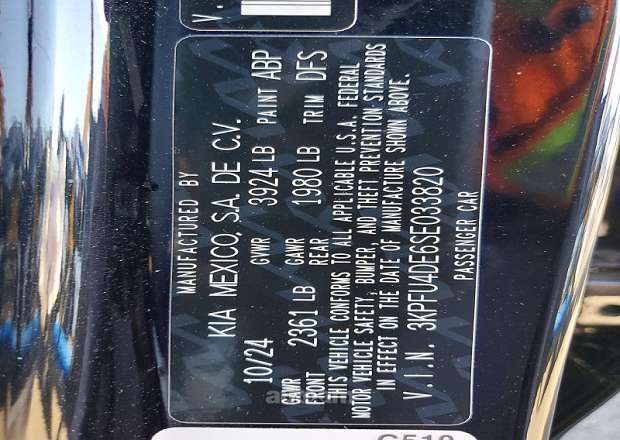 V.
MANUFACTURED BY
KIA MEXICO, S.A. DE C.V.
10/24 GVWR 3924 LB PAINT ABP
GAWR FRONT 2361 LB GAWR REAR 1980 LB TRIM DFS
THIS VEHICLE CONFORMS TO ALL APPLICABLE U.S.A. FEDERAL
MOTOR VEHICLE SAFETY, BUMPER, AND THEFT PREVENTION STANDARDS
IN EFFECT ON THE DATE OF MANUFACTURE SHOWN ABOVE.
V.I.N. 3KPFU4DE6SE033820
PASSENGER CAR